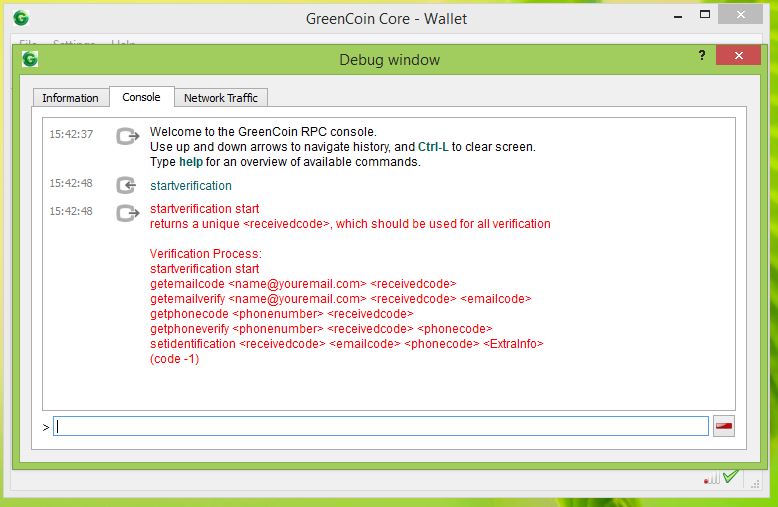 GreenCoin Core - Wallet
File Settings Help
Debug window
?
Information Console Network Traffic
15:42:37
Welcome to the GreenCoin RPC console.
Use up and down arrows to navigate history, and Ctrl-L to clear screen.
Type help for an overview of available commands.
15:42:48 startverification
15:42:48 startverification start
returns a unique <receivedcode>, which should be used for all verification
Verification Process:
startverification start
getemailcode <name@youremail.com> <receivedcode>
getemailverify <name@youremail.com> <receivedcode> <emailcode>
getphonecode <phonenumber> <receivedcode>
getphoneverify <phonenumber> <receivedcode> <phonecode>
setidentification <receivedcode> <emailcode> <phonecode> <ExtraInfo>
(code -1)
>